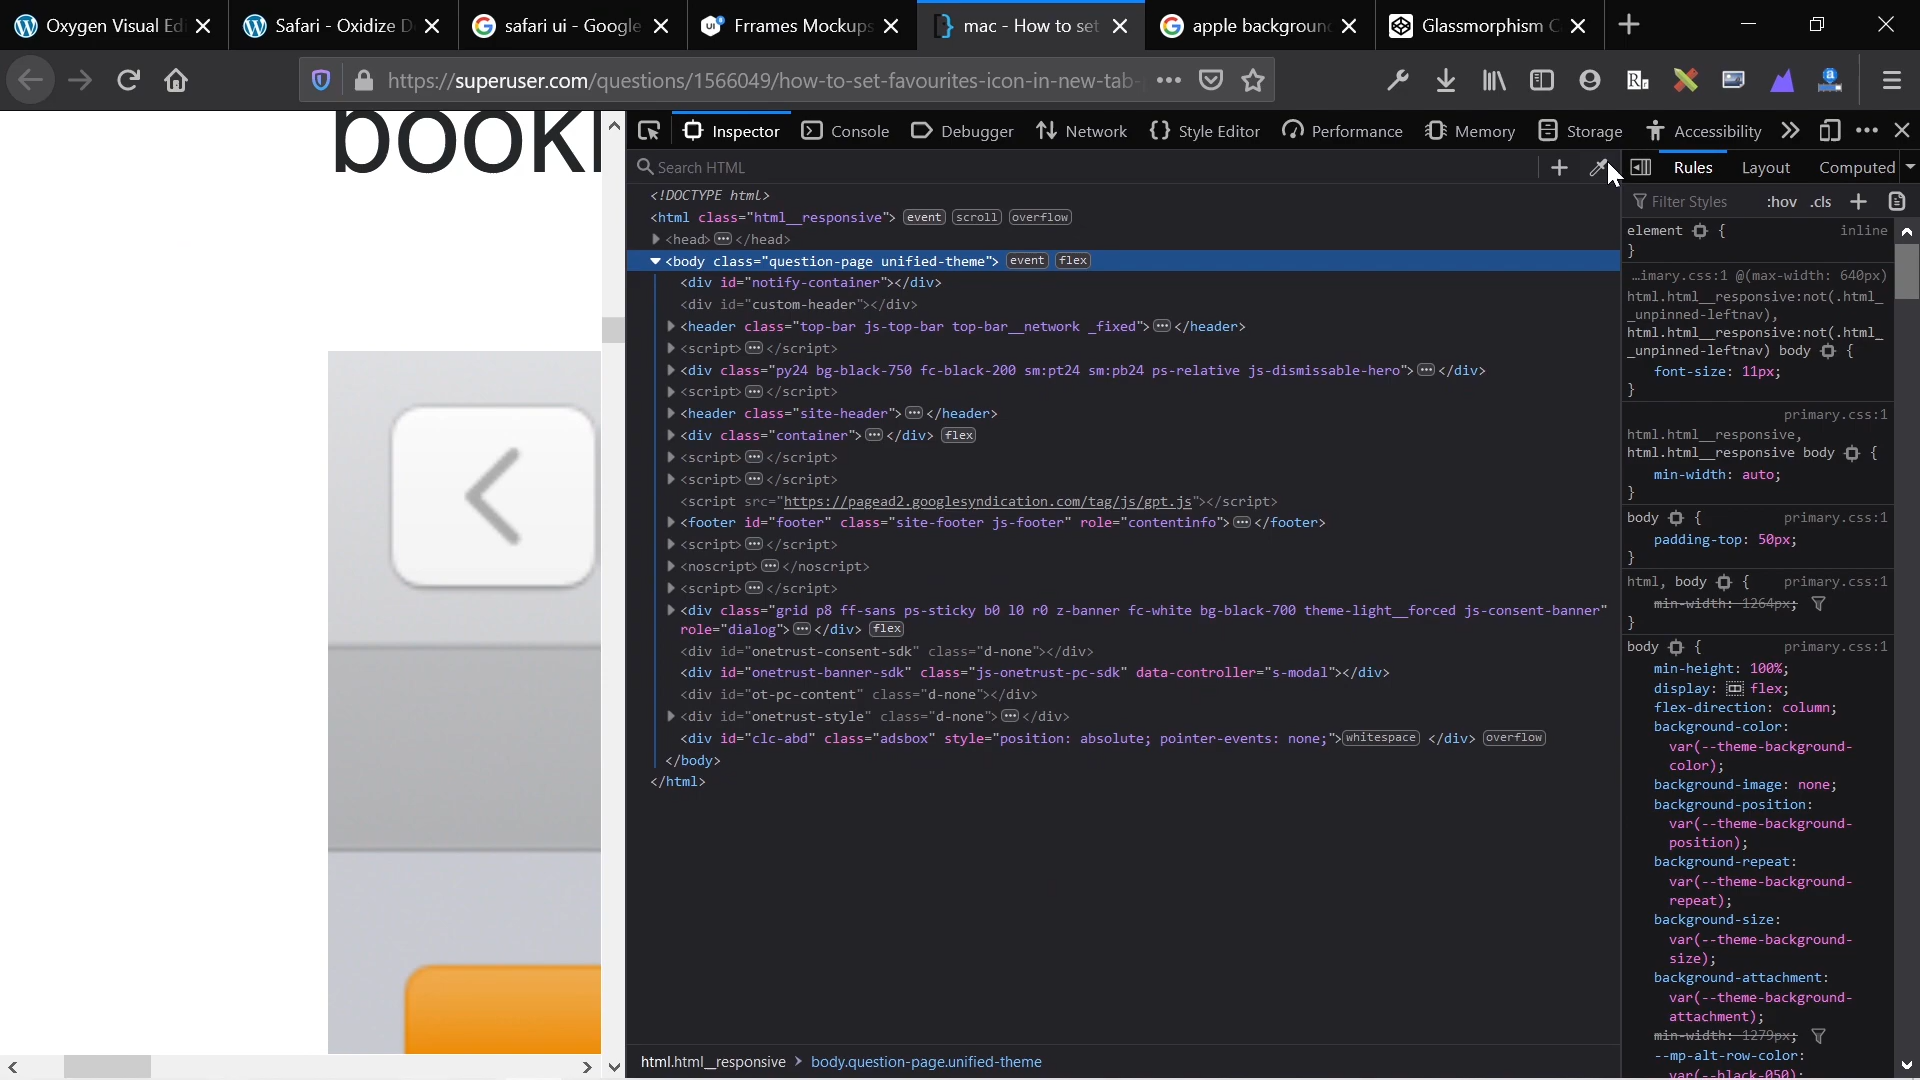 Oxygen Visual Edi
Safari - Oxidize D
safari ui - Google
Frrames Mockups
mac - How to set
apple backgroun
Glassmorphism C
https://superuser.com/questions/1566049/how-to-set-favourites-icon-in-new-tab-
Inspector
Console
Debugger
Network
Style Editor
Performance
Memory
Storage
Accessibility
Search HTML
Rules
Layout
Computed
Filter Styles
:hov
.cls
<!DOCTYPE html>
<html class="html__responsive"> event scroll overflow
<head> ••• </head>
<body class="question-page unified-theme"> event flex
<div id="notify-container"></div>
<div id="custom-header"></div>
<header class="top-bar js-top-bar top-bar__network _fixed"> ••• </header>
<script> ••• </script>
<div class="py24 bg-black-750 fc-black-200 sm:pt24 sm:pb24 ps-relative js-dismissable-hero"> ••• </div>
<script> ••• </script>
<header class="site-header"> ••• </header>
<div class="container"> ••• </div> flex
<script> ••• </script>
<script> ••• </script>
<script src="https://pagead2.googlesyndication.com/tag/js/gpt.js"></script>
<footer id="footer" class="site-footer js-footer" role="contentinfo"> ••• </footer>
<script> ••• </script>
<noscript> ••• </noscript>
<script> ••• </script>
<div class="grid p8 ff-sans ps-sticky b0 l0 r0 z-banner fc-white bg-black-700 theme-light__forced js-consent-banner"
role="dialog"> ••• </div> flex
<div id="onetrust-consent-sdk" class="d-none"></div>
<div id="onetrust-banner-sdk" class="js-onetrust-pc-sdk" data-controller="s-modal"></div>
<div id="ot-pc-content" class="d-none"></div>
<div id="onetrust-style" class="d-none"> ••• </div>
<div id="clc-abd" class="adsbox" style="position: absolute; pointer-events: none;"> whitespace </div> overflow
</body>
</html>
html.html__responsive > body.question-page.unified-theme
element { inline
}
…imary.css:1 @(max-width: 640px)
html.html__responsive:not(.html_
_unpinned-leftnav),
html.html__responsive:not(.html_
_unpinned-leftnav) body {
font-size: 11px;
}
primary.css:1
html.html__responsive,
html.html__responsive body {
min-width: auto;
}
body { primary.css:1
padding-top: 50px;
}
html, body { primary.css:1
min-width: 1264px;
}
body { primary.css:1
min-height: 100%;
display: flex;
flex-direction: column;
background-color:
var(--theme-background-
color);
background-image: none;
background-position:
var(--theme-background-
position);
background-repeat:
var(--theme-background-
repeat);
background-size:
var(--theme-background-
size);
background-attachment:
var(--theme-background-
attachment);
min-width: 1279px;
--mp-alt-row-color:
var(--black-050);